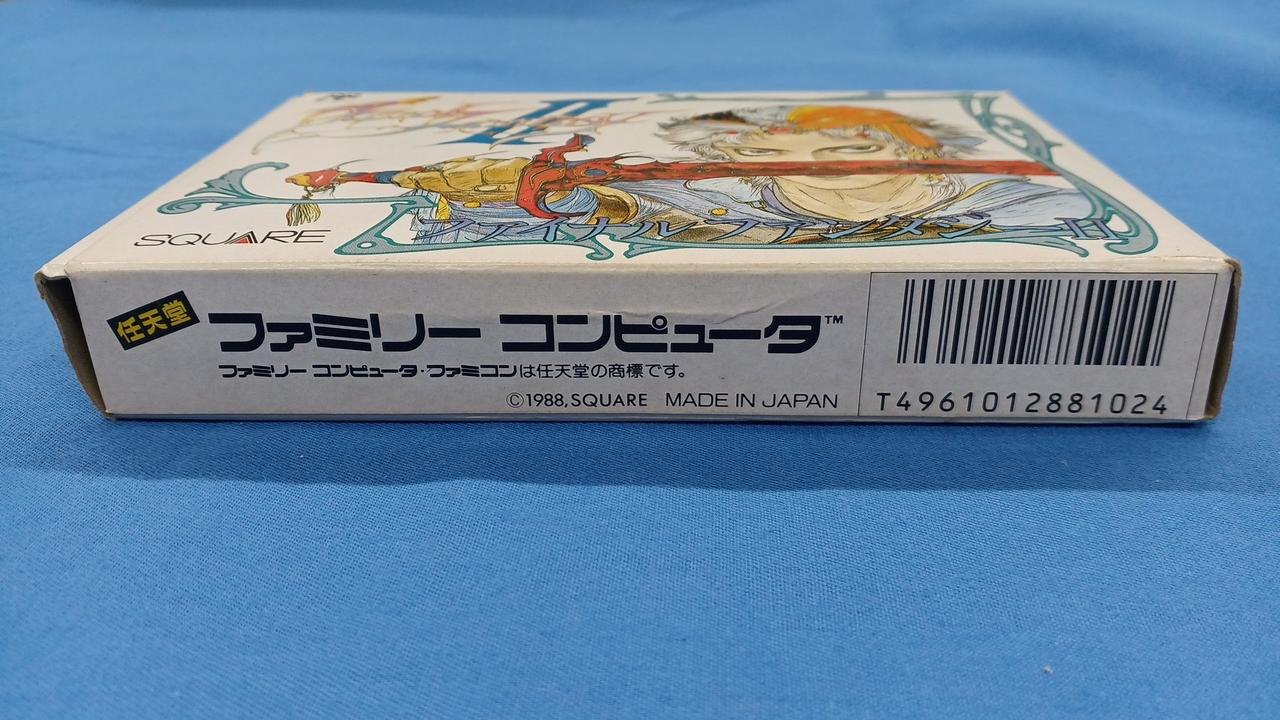 FINAL FANTASY II
SQUARE
ファイナルファンタジーII
任天堂
ファミリー コンピュータ™
ファミリー コンピュータ・ファミコンは任天堂の商標です。
©1988, SQUARE MADE IN JAPAN
T4961012881024